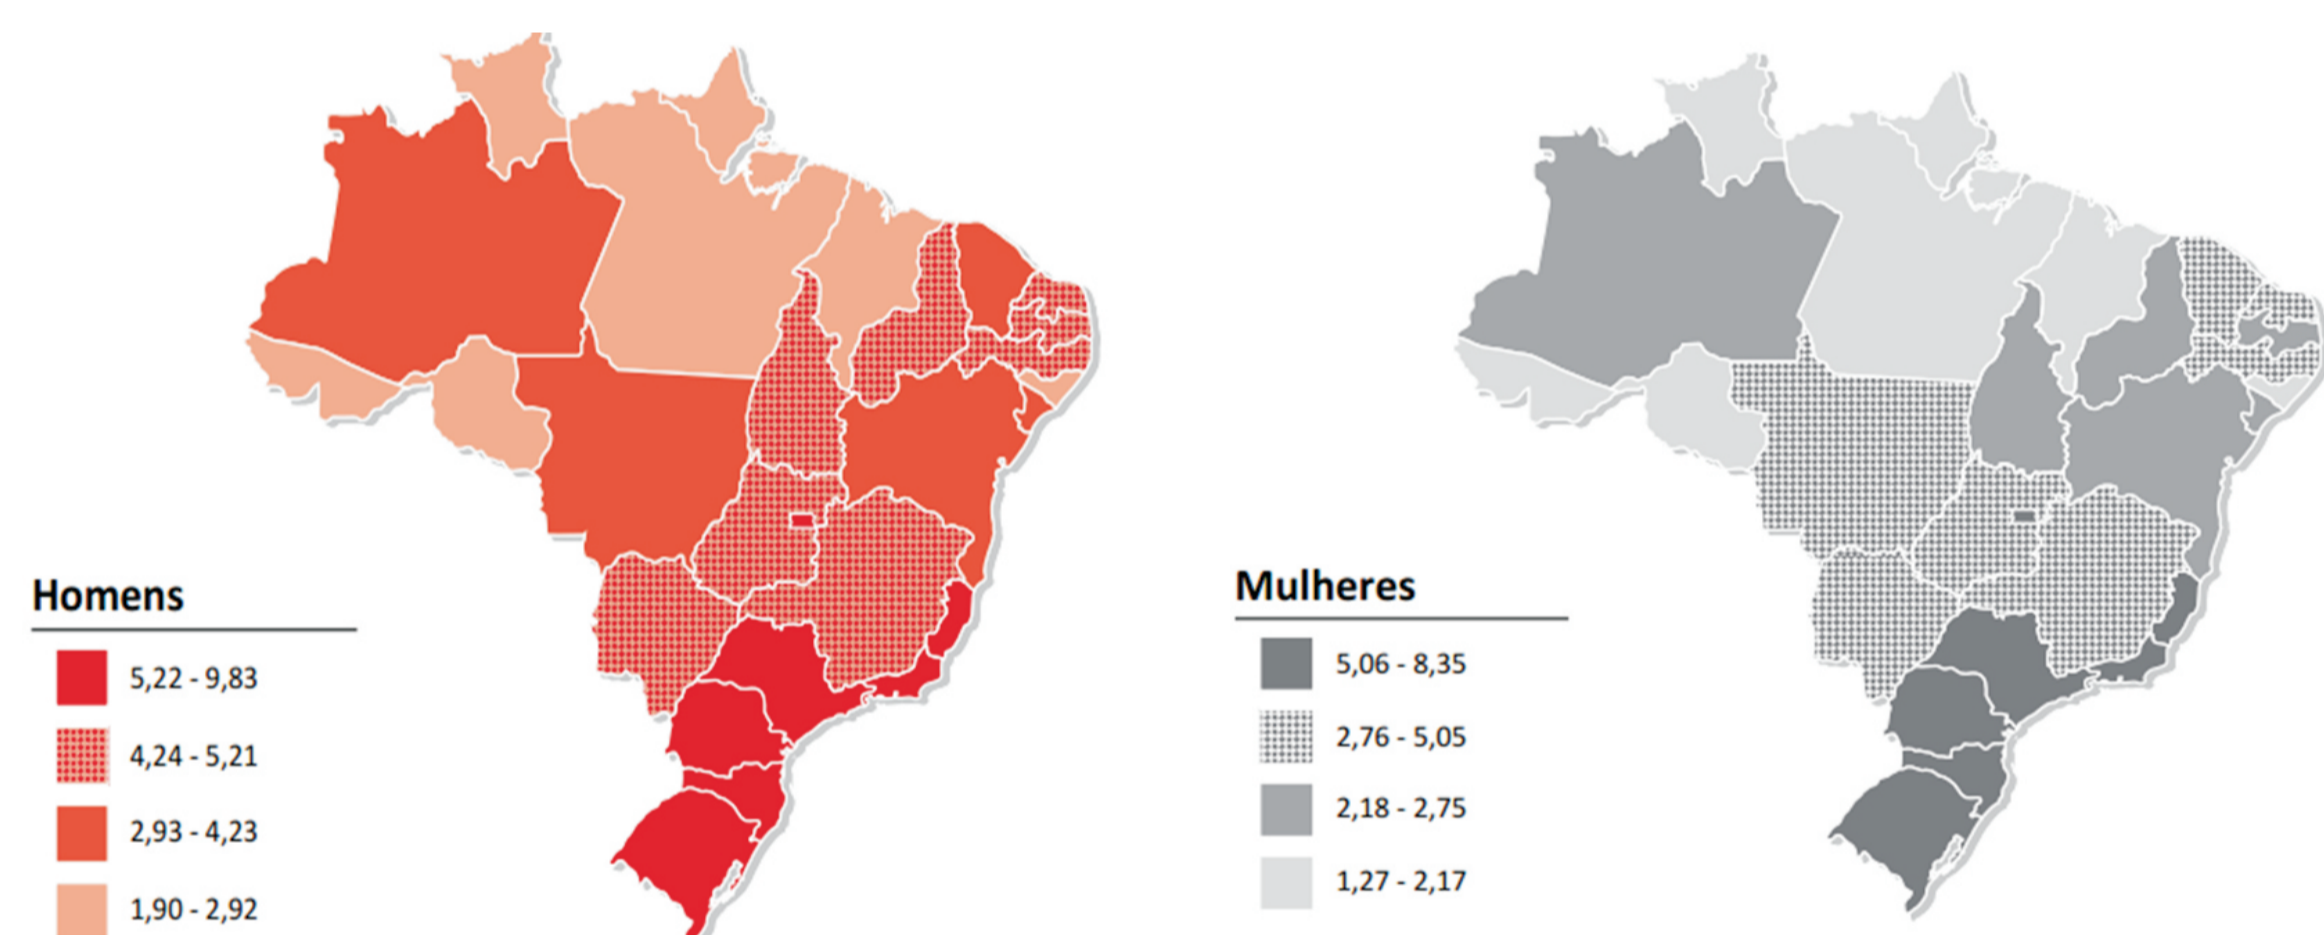 Homens
5,22 - 9,83
4,24 - 5,21
2,93 - 4,23
1,90 - 2,92
Mulheres
5,06 - 8,35
2,76 - 5,05
2,18 - 2,75
1,27 - 2,17